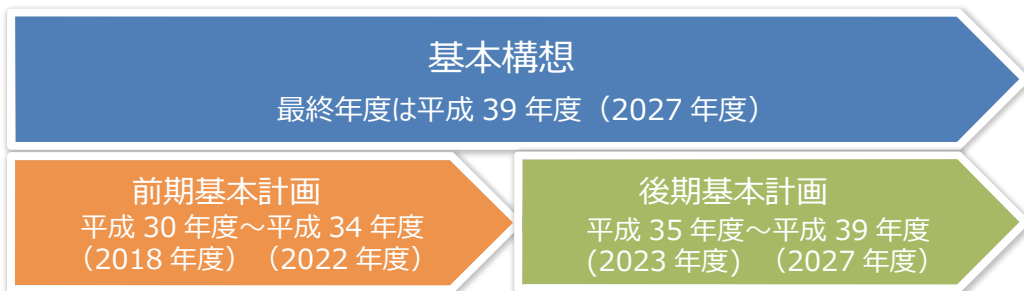 基本構想
最終年度は平成 39 年度（2027 年度）
前期基本計画
平成 30 年度～平成 34 年度
（2018 年度）（2022 年度）
後期基本計画
平成 35 年度～平成 39 年度
(2023 年度) （2027 年度）